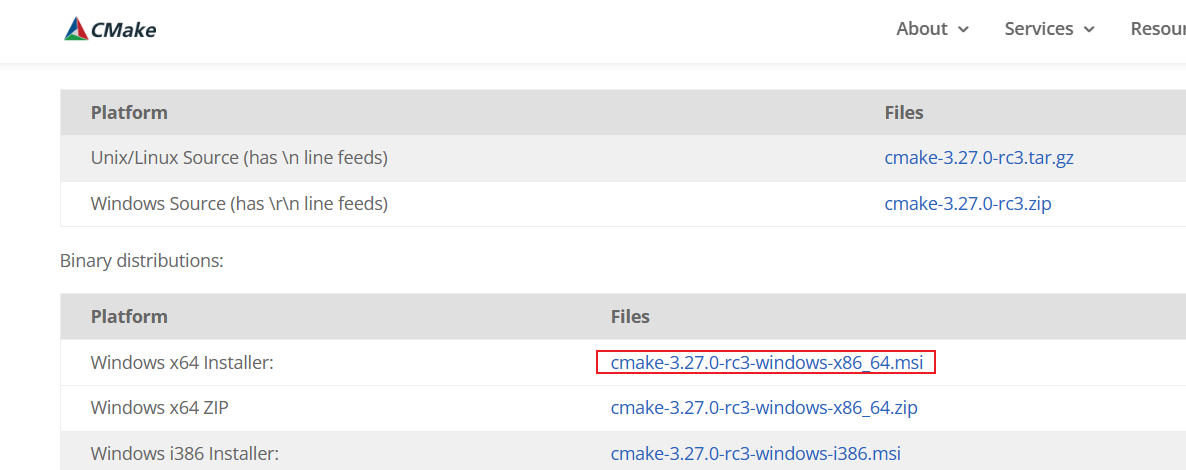 CMake About Services Resour
Platform Files
Unix/Linux Source (has \n line feeds) cmake-3.27.0-rc3.tar.gz
Windows Source (has \r\n line feeds) cmake-3.27.0-rc3.zip
Binary distributions:
Platform Files
Windows x64 Installer: cmake-3.27.0-rc3-windows-x86_64.msi
Windows x64 ZIP cmake-3.27.0-rc3-windows-x86_64.zip
Windows i386 Installer: cmake-3.27.0-rc3-windows-i386.msi